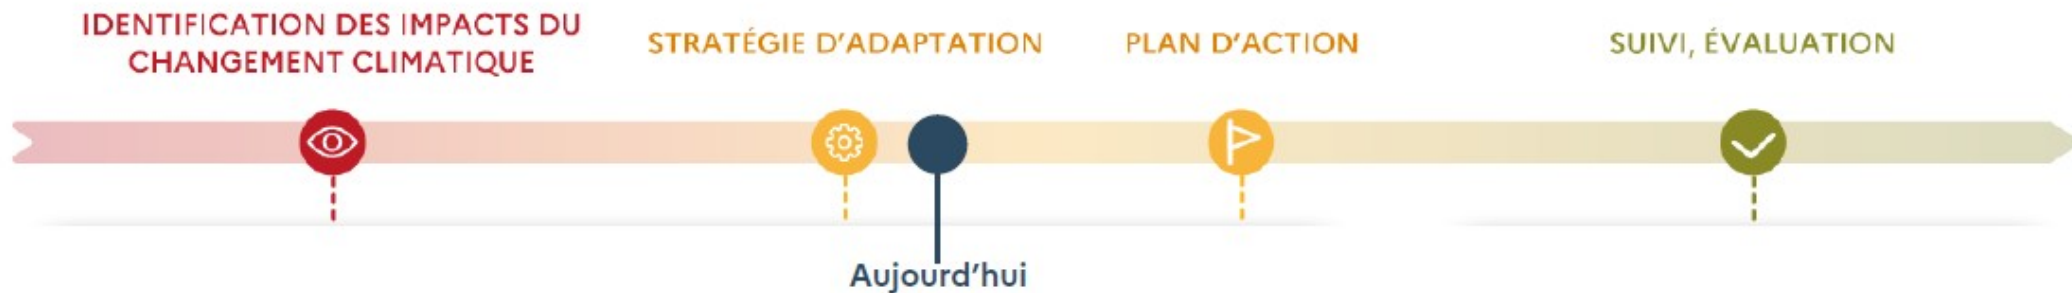 IDENTIFICATION DES IMPACTS DU
CHANGEMENT CLIMATIQUE
STRATÉGIE D'ADAPTATION
PLAN D'ACTION
SUIVI, ÉVALUATION
Aujourd'hui